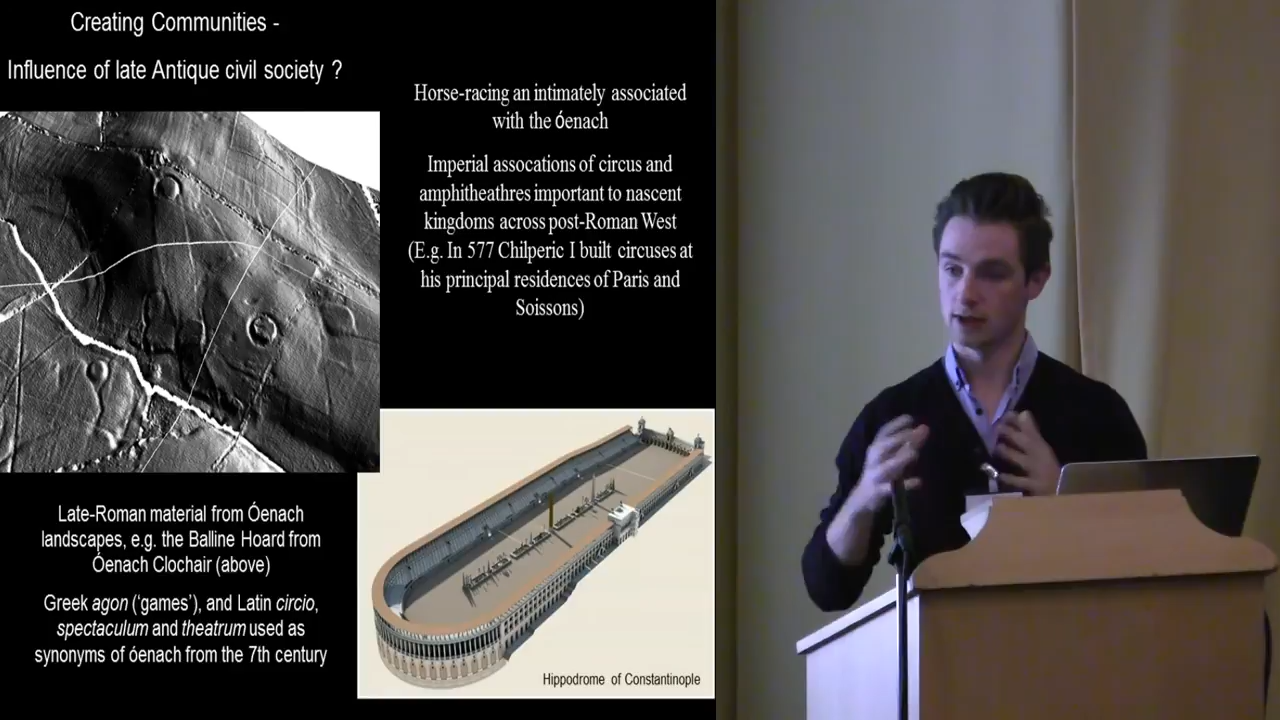 Creating Communities -
Influence of late Antique civil society ?
Horse-racing an intimately associated
with the óenach
Imperial assocations of circus and
amphitheathres important to nascent
kingdoms across post-Roman West
(E.g. In 577 Chilperic I built circuses at
his principal residences of Paris and
Soissons)
Late-Roman material from Óenach
landscapes, e.g. the Balline Hoard from
Óenach Clochair (above)
Greek agon (‘games’), and Latin circio,
spectaculum and theatrum used as
synonyms of óenach from the 7th century
Hippodrome of Constantinople